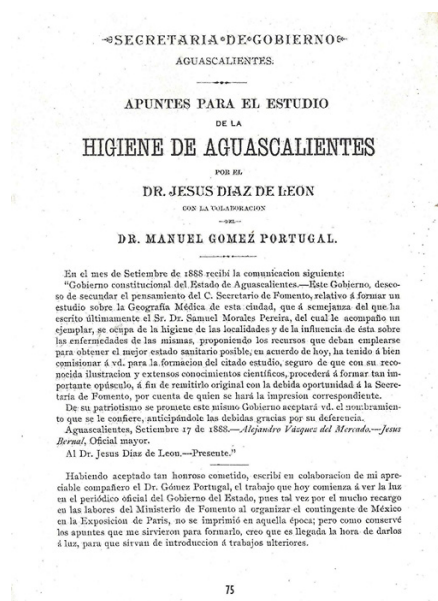 SECRETARIA DE GOBIERNO
AGUASCALIENTES.
APUNTES PARA EL ESTUDIO
DE LA
HIGIENE DE AGUASCALIENTES
POR EL
DR. JESUS DIAZ DE LEON
CON LA COLABORACION
DEL
DR. MANUEL GOMEZ PORTUGAL.
En el mes de Setiembre de 1888 recibí la comunicacion siguiente:
"Gobierno constitucional del Estado de Aguascalientes.—Este Gobierno, deseo-
so de secundar el pensamiento del C. Secretario de Fomento, relativo á formar un
estudio sobre la Geografía Médica de esta ciudad, que á semejanza del que ha
escrito últimamente el Sr. Dr. Samuel Morales Pereira, del cual le acompaño un
ejemplar, se ocupa de la higiene de las localidades y de la influencia de ésta sobre
las enfermedades de las mismas, proponiendo los recursos que deban emplearse
para obtener el mejor estado sanitario posible, en acuerdo de hoy, ha tenido á bien
comisionar á vd. para la formacion del citado estudio, seguro de que con su reco-
nocida ilustracion y extensos conocimientos científicos, procederá á formar tan im-
portante opúsculo, á fin de remitirlo original con la debida oportunidad á la Secre-
taría de Fomento, por cuenta de quien se hará la impresion correspondiente.
De su patriotismo se promete este mismo Gobierno aceptará vd. el nombramien-
to que se le confiere, anticipándole las debidas gracias por su deferencia.
Aguascalientes, Setiembre 17 de 1888.—Alejandro Vázquez del Mercado.—Jesus
Bernal, Oficial mayor.
Al Dr. Jesus Diaz de Leon.—Presente."
Habiendo aceptado tan honroso cometido, escribí en colaboracion de mi apre-
ciable compañero el Dr. Gómez Portugal, el trabajo que hoy comienza á ver la luz
en el periódico oficial del Gobierno del Estado, pues tal vez por el mucho recargo
en las labores del Ministerio de Fomento al organizar el contingente de México
en la Exposicion de Paris, no se imprimió en aquella época; pero como conservé
los apuntes que me sirvieron para formarlo, creo que es llegada la hora de darlos
á luz, para que sirvan de introduccion á trabajos ulteriores.
75